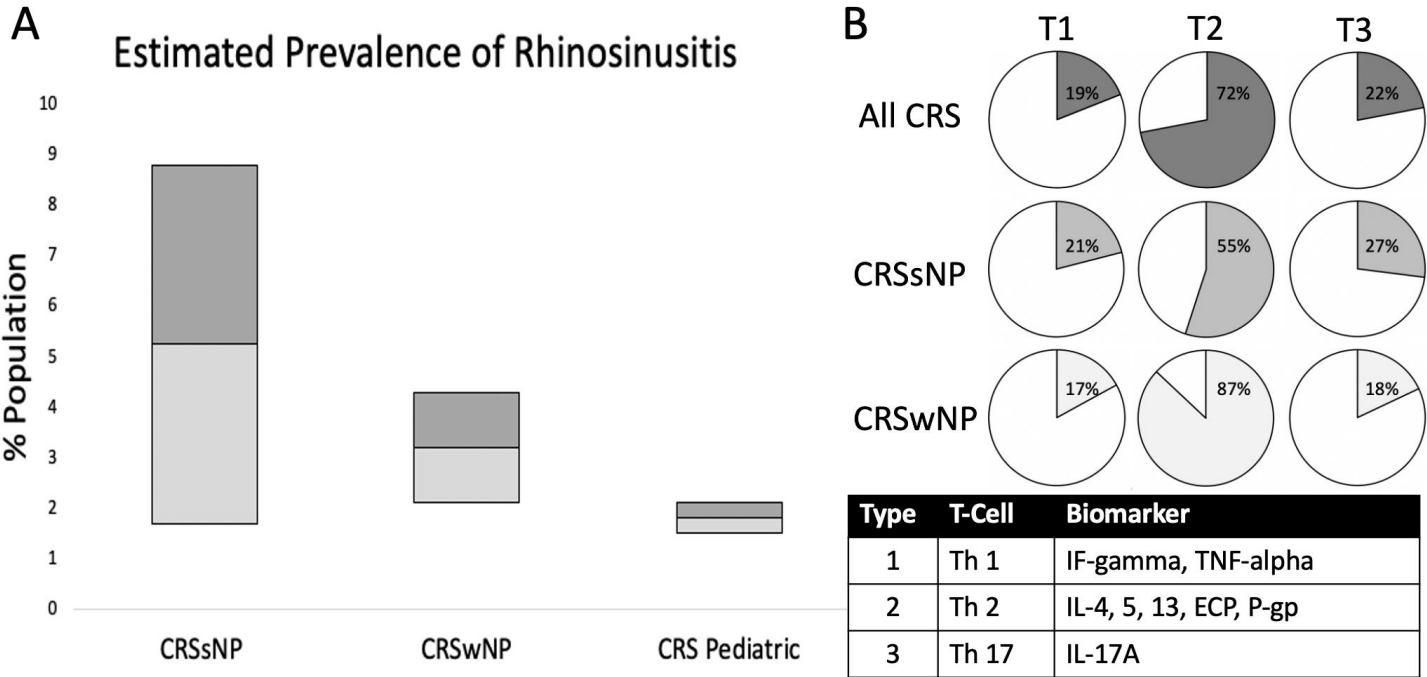 A
Estimated Prevalence of Rhinosinusitis
% Population
10
9
8
7
6
5
4
3
2
1
0
CRSsNP
CRSwNP
CRS Pediatric
B
T1
T2
T3
All CRS
19%
72%
22%
CRSsNP
21%
55%
27%
CRSwNP
17%
87%
18%
Type T-Cell Biomarker
1 Th 1 IF-gamma, TNF-alpha
2 Th 2 IL-4, 5, 13, ECP, P-gp
3 Th 17 IL-17A